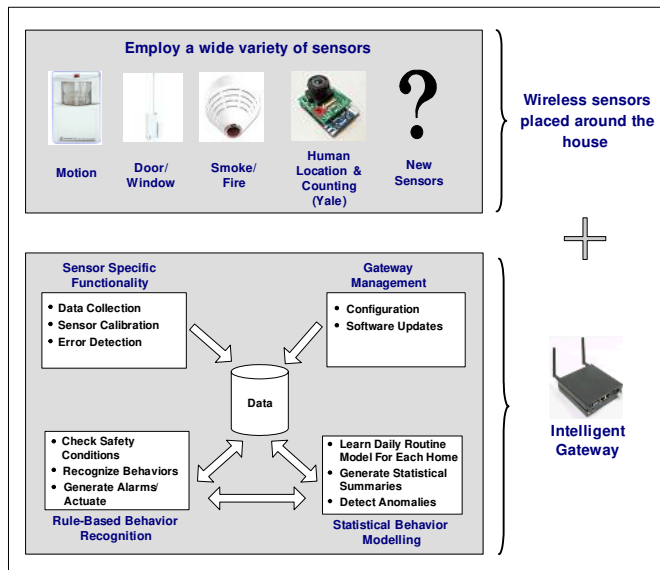 Employ a wide variety of sensors
Motion
Door/
Window
Smoke/
Fire
Human
Location &
Counting
(Yale)
?
New
Sensors
Wireless sensors
placed around the
house
Sensor Specific
Functionality
• Data Collection
• Sensor Calibration
• Error Detection
Gateway
Management
• Configuration
• Software Updates
Data
• Check Safety
Conditions
• Recognize Behaviors
• Generate Alarms/
Actuate
Rule-Based Behavior
Recognition
• Learn Daily Routine
Model For Each Home
• Generate Statistical
Summaries
• Detect Anomalies
Statistical Behavior
Modelling
Intelligent
Gateway